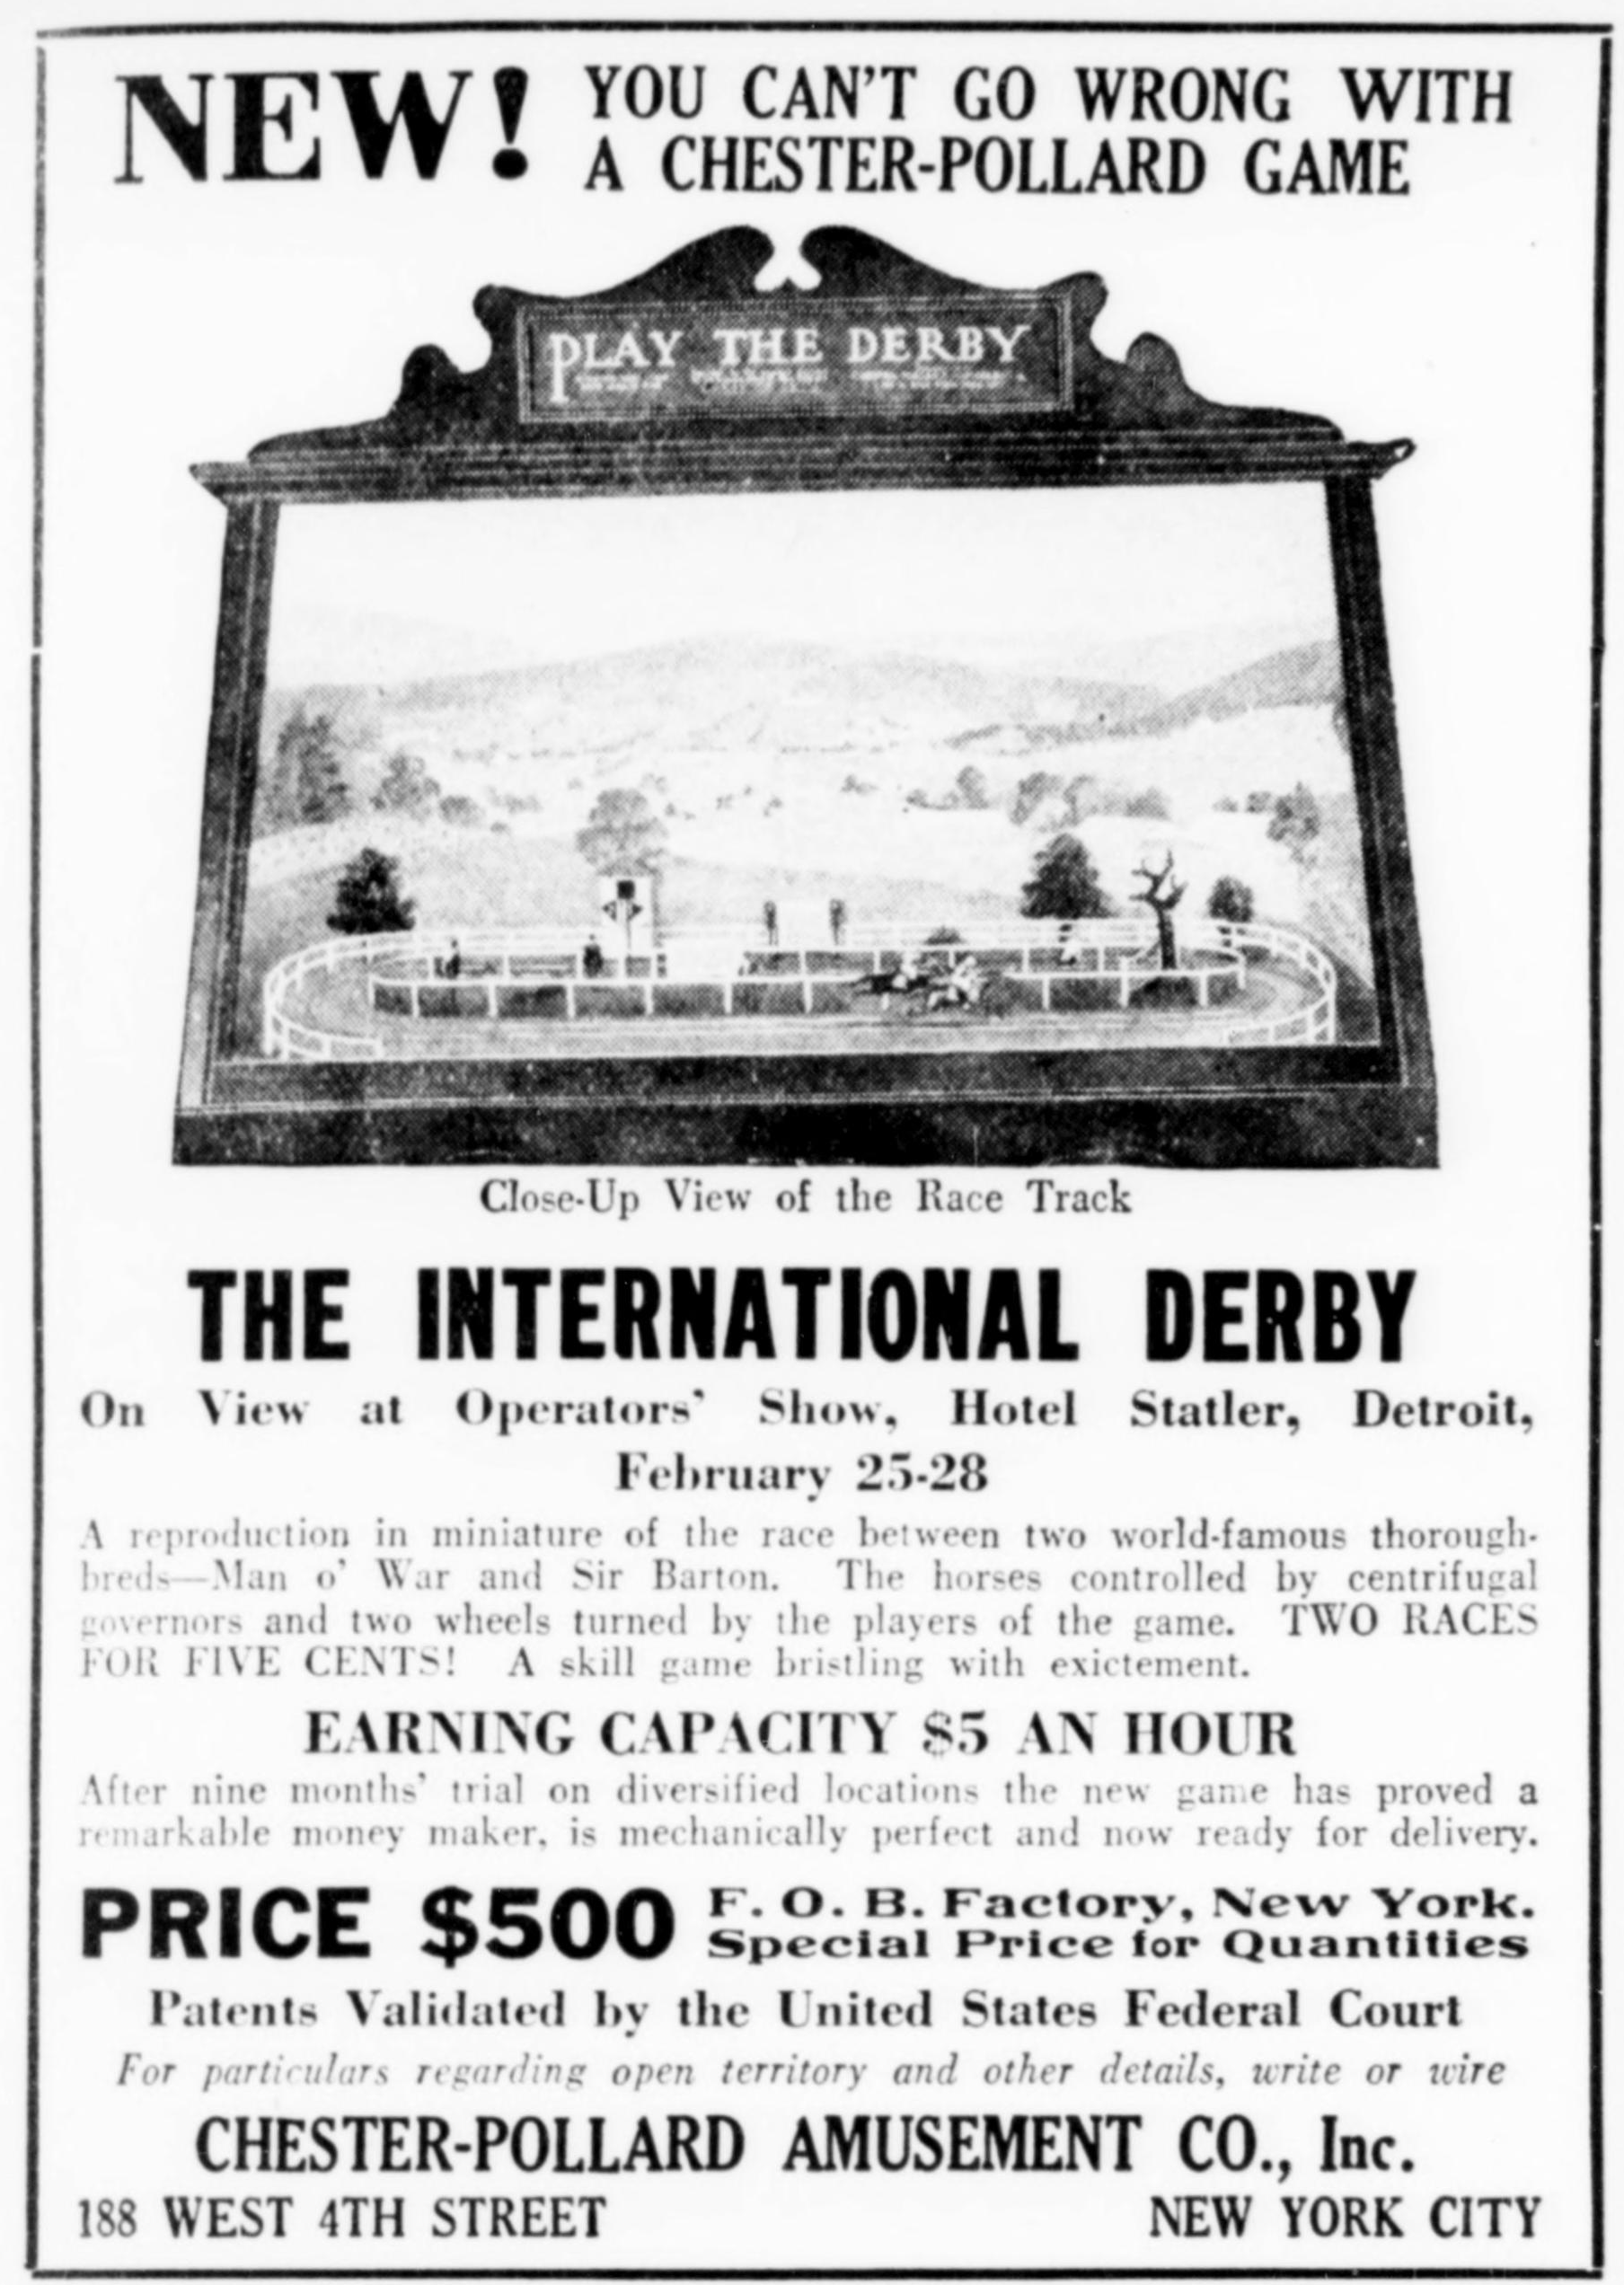 NEW!
YOU CAN'T GO WRONG WITH
A CHESTER-POLLARD GAME
PLAY THE DERBY
Close-Up View of the Race Track
THE INTERNATIONAL DERBY
On View at Operators' Show, Hotel Statler, Detroit,
February 25-28
A reproduction in miniature of the race between two world-famous thorough-
breds—Man o' War and Sir Barton. The horses controlled by centrifugal
governors and two wheels turned by the players of the game. TWO RACES
FOR FIVE CENTS! A skill game bristling with exictement.
EARNING CAPACITY $5 AN HOUR
After nine months' trial on diversified locations the new game has proved a
remarkable money maker, is mechanically perfect and now ready for delivery.
PRICE $500
F. O. B. Factory, New York.
Special Price for Quantities
Patents Validated by the United States Federal Court
For particulars regarding open territory and other details, write or wire
CHESTER-POLLARD AMUSEMENT CO., Inc.
188 WEST 4TH STREET NEW YORK CITY